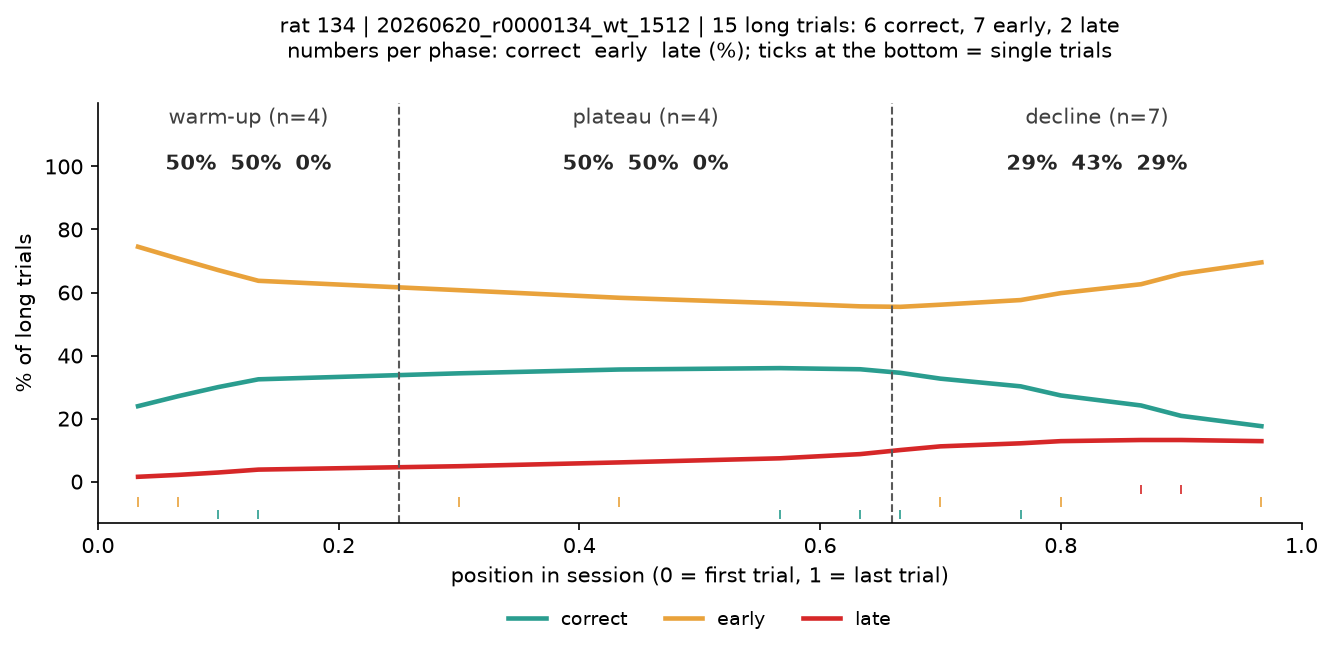 rat 134 | 20260620_r0000134_wt_1512 | 15 long trials: 6 correct, 7 early, 2 late
numbers per phase: correct  early  late (%); ticks at the bottom = single trials
warm-up (n=4)
plateau (n=4)
decline (n=7)
50%  50%  0%
50%  50%  0%
29%  43%  29%
% of long trials
100
80
60
40
20
0
0.0
0.2
0.4
0.6
0.8
1.0
position in session (0 = first trial, 1 = last trial)
correct
early
late